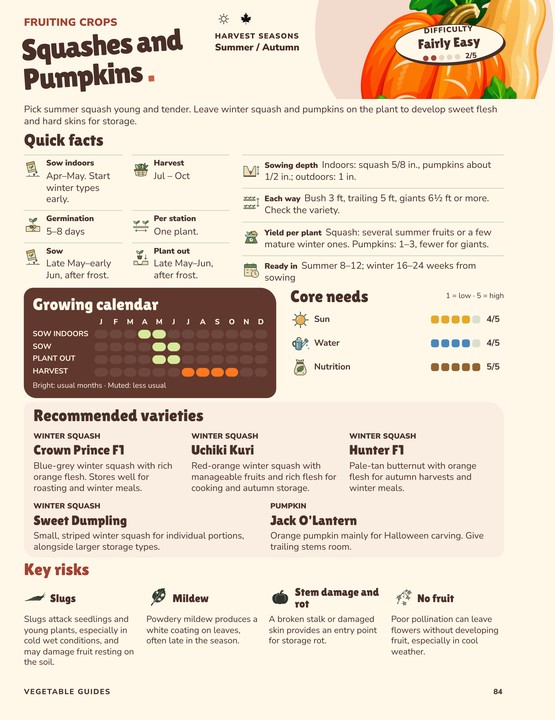 FRUITING CROPS
Squashes and
Pumpkins.
HARVEST SEASONS
Summer / Autumn
DIFFICULTY
Fairly Easy
2/5
Pick summer squash young and tender. Leave winter squash and pumpkins on the plant to develop sweet flesh
and hard skins for storage.
Quick facts
Sow indoors
Apr–May. Start
winter types
early.
Harvest
Jul – Oct
Germination
5–8 days
Per station
One plant.
Sow
Late May–early
Jun, after frost.
Plant out
Late May–Jun,
after frost.
Sowing depth Indoors: squash 5/8 in., pumpkins about
1/2 in.; outdoors: 1 in.
Each way Bush 3 ft, trailing 5 ft, giants 6½ ft or more.
Check the variety.
Yield per plant Squash: several summer fruits or a few
mature winter ones. Pumpkins: 1–3, fewer for giants.
Ready in Summer 8–12; winter 16–24 weeks from
sowing
Growing calendar
J F M A M J J A S O N D
SOW INDOORS
SOW
PLANT OUT
HARVEST
Bright: usual months · Muted: less usual
Core needs
1 = low · 5 = high
Sun 4/5
Water 4/5
Nutrition 5/5
Recommended varieties
WINTER SQUASH
Crown Prince F1
Blue-grey winter squash with rich
orange flesh. Stores well for
roasting and winter meals.
WINTER SQUASH
Uchiki Kuri
Red-orange winter squash with
manageable fruits and rich flesh for
cooking and autumn storage.
WINTER SQUASH
Hunter F1
Pale-tan butternut with orange
flesh for autumn harvests and
winter meals.
WINTER SQUASH
Sweet Dumpling
Small, striped winter squash for individual portions,
alongside larger storage types.
PUMPKIN
Jack O'Lantern
Orange pumpkin mainly for Halloween carving. Give
trailing stems room.
Key risks
Slugs
Slugs attack seedlings and
young plants, especially in
cold wet conditions, and
may damage fruit resting on
the soil.
Mildew
Powdery mildew produces a
white coating on leaves,
often late in the season.
Stem damage and
rot
A broken stalk or damaged
skin provides an entry point
for storage rot.
No fruit
Poor pollination can leave
flowers without developing
fruit, especially in cool
weather.
VEGETABLE GUIDES
84